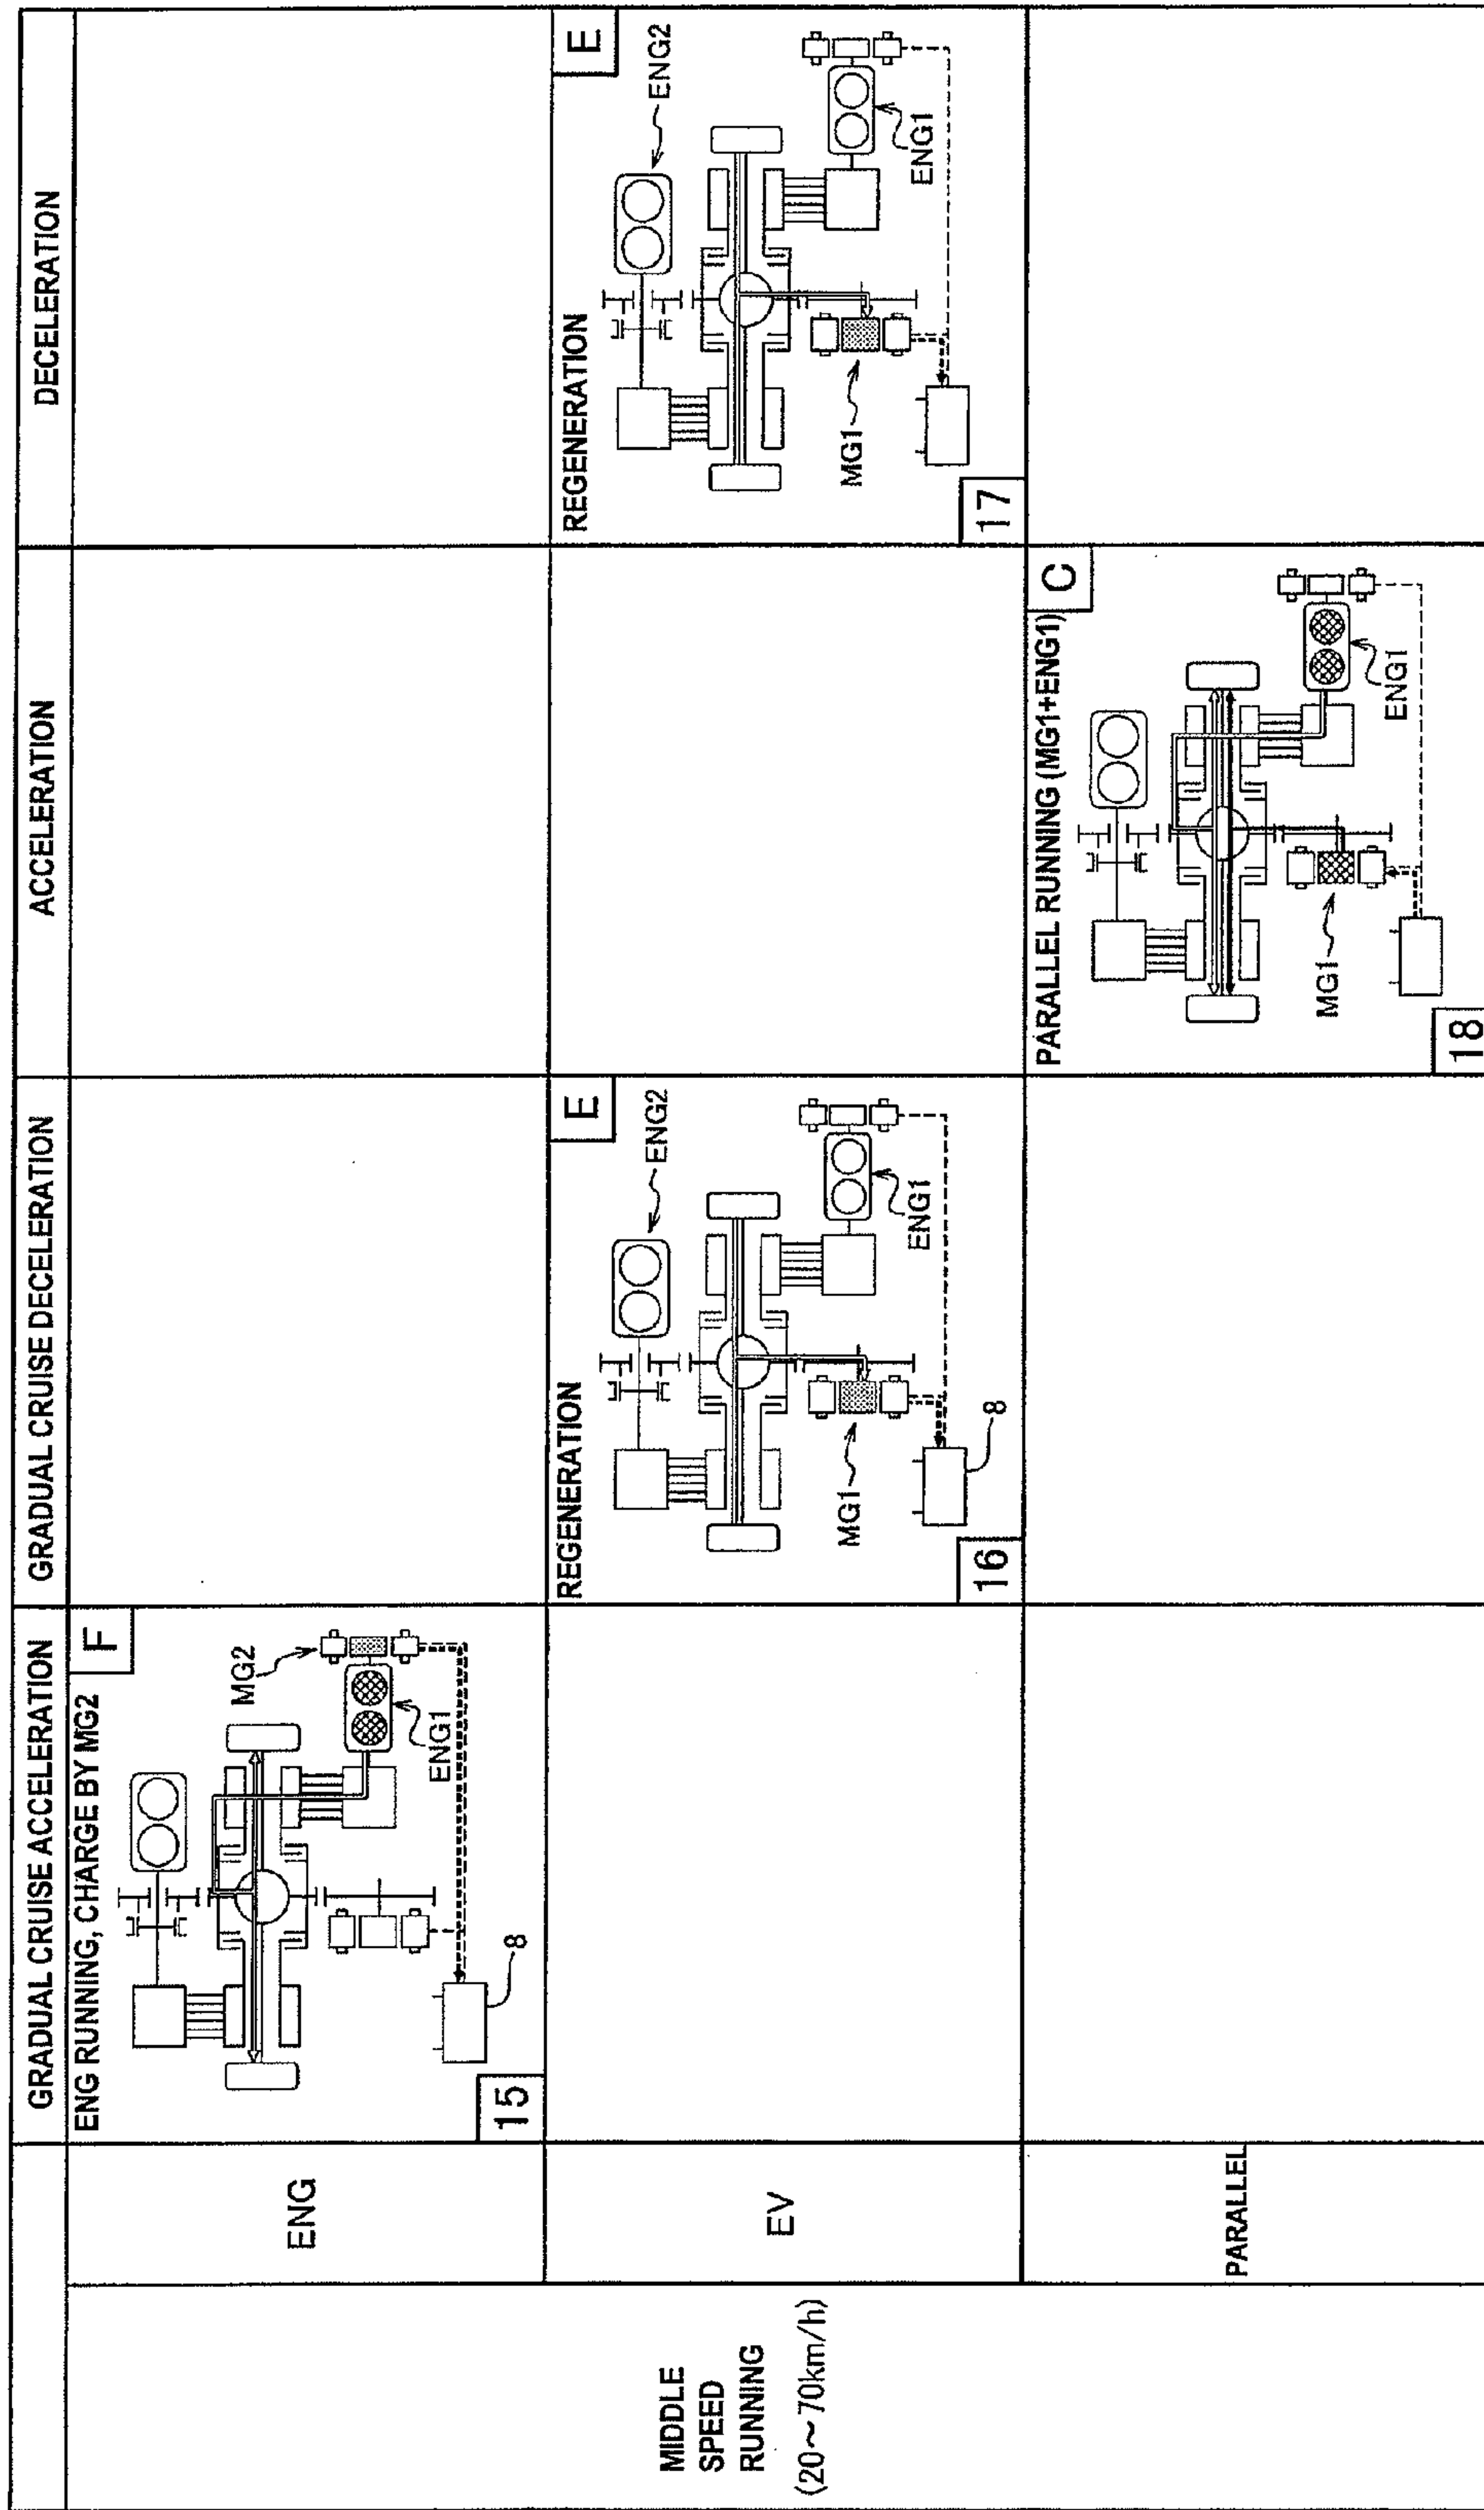 GRADUAL CRUISE ACCELERATION
GRADUAL CRUISE DECELERATION
ACCELERATION
DECELERATION
MIDDLE
SPEED
RUNNING
(20~70km/h)
ENG
ENG RUNNING, CHARGE BY MG2
F
MG2
ENG1
8
15
EV
REGENERATION
E
ENG2
ENG1
MG1
8
16
REGENERATION
E
ENG2
ENG1
MG1
17
PARALLEL
PARALLEL RUNNING (MG1+ENG1)
C
ENG1
MG1
18